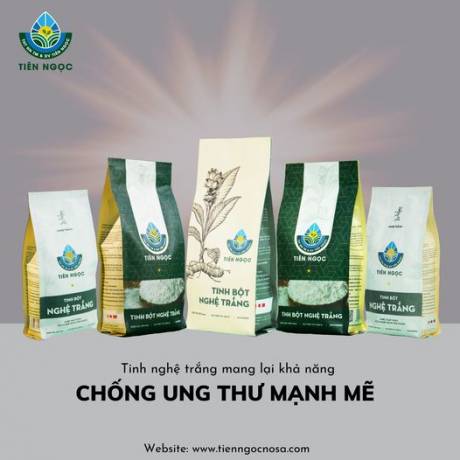 TIÊN NGỌC
NGHỆ TRẮNG
TINH BỘT
NGHỆ TRẮNG
TIÊN NGỌC
TINH BỘT NGHỆ TRẮNG
TIÊN NGỌC
TINH BỘT
NGHỆ TRẮNG
TIÊN NGỌC
TINH BỘT NGHỆ TRẮNG
TIÊN NGỌC
TINH BỘT
NGHỆ TRẮNG
Tinh nghệ trắng mang lại khả năng
CHỐNG UNG THƯ MẠNH MẼ
Website: www.tienngocnosa.com